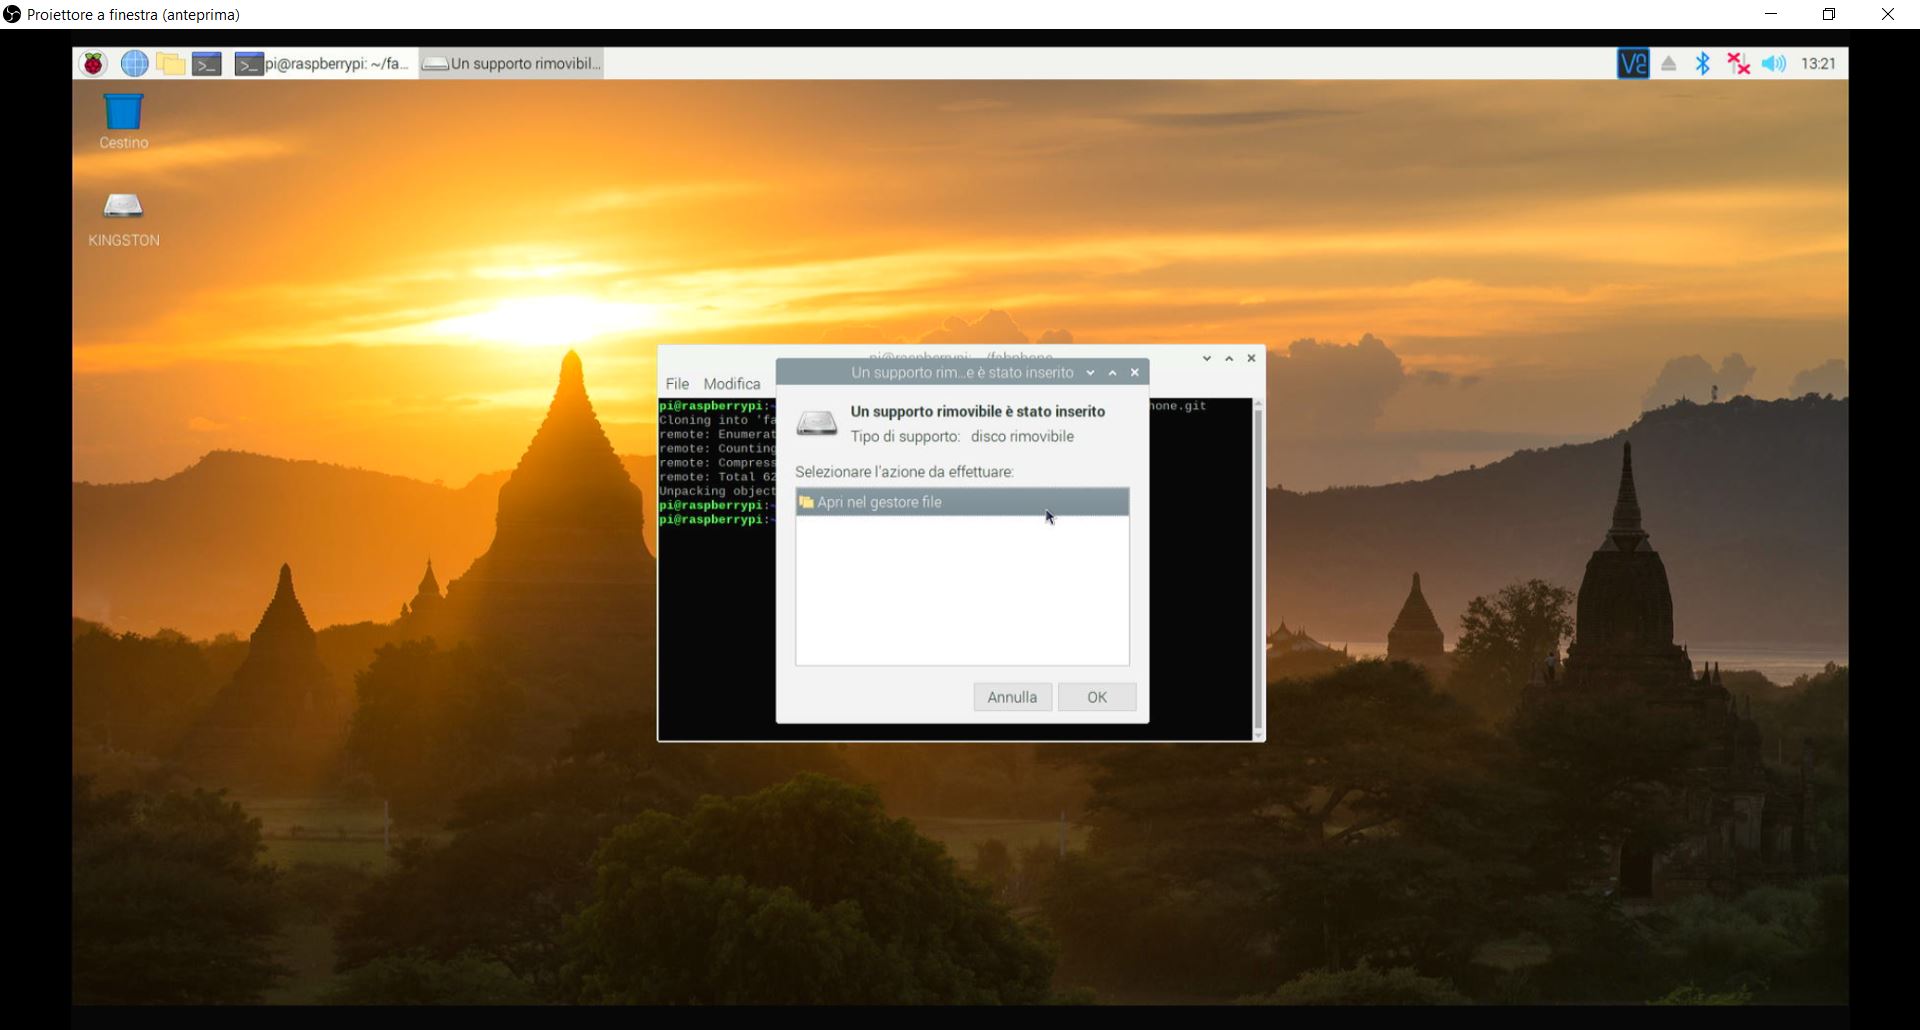 Proiettore a finestra (anteprima)
pi@raspberrypi: ~/fa...
Un supporto rimovibil...
VNC
13:21
Cestino
KINGSTON
pi@raspberrypi: ~/fabphone
File Modifica
pi@raspberrypi:~
hone.git
Cloning into 'fa
remote: Enumerat
remote: Counting
remote: Compress
remote: Total 62
Unpacking object
pi@raspberrypi:~
pi@raspberrypi:~
Un supporto rim...e è stato inserito
Un supporto rimovibile è stato inserito
Tipo di supporto: disco rimovibile
Selezionare l'azione da effettuare:
Apri nel gestore file
Annulla
OK